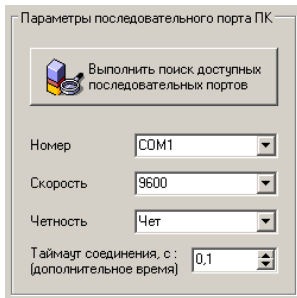 Параметры последовательного порта ПК
Выполнить поиск доступных
последовательных портов
Номер
COM1
Скорость
9600
Четность
Чет
Таймаут соединения, с :
(дополнительное время)
0,1